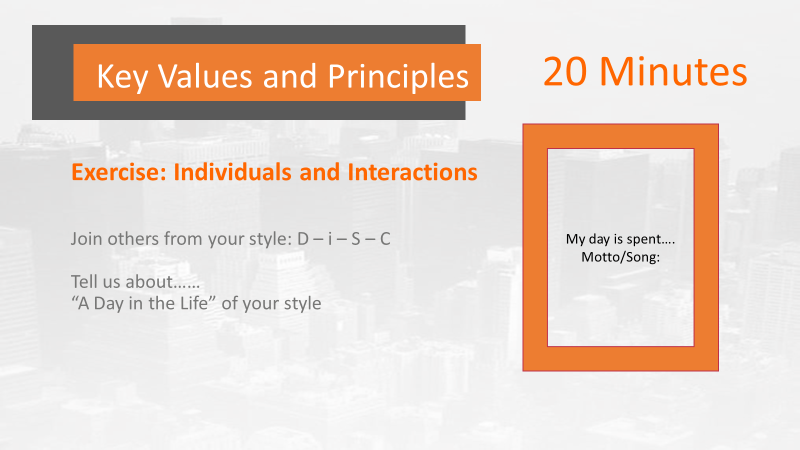 Key Values and Principles
20 Minutes
Exercise: Individuals and Interactions
Join others from your style: D – i – S – C
Tell us about……
“A Day in the Life” of your style
My day is spent….
Motto/Song: